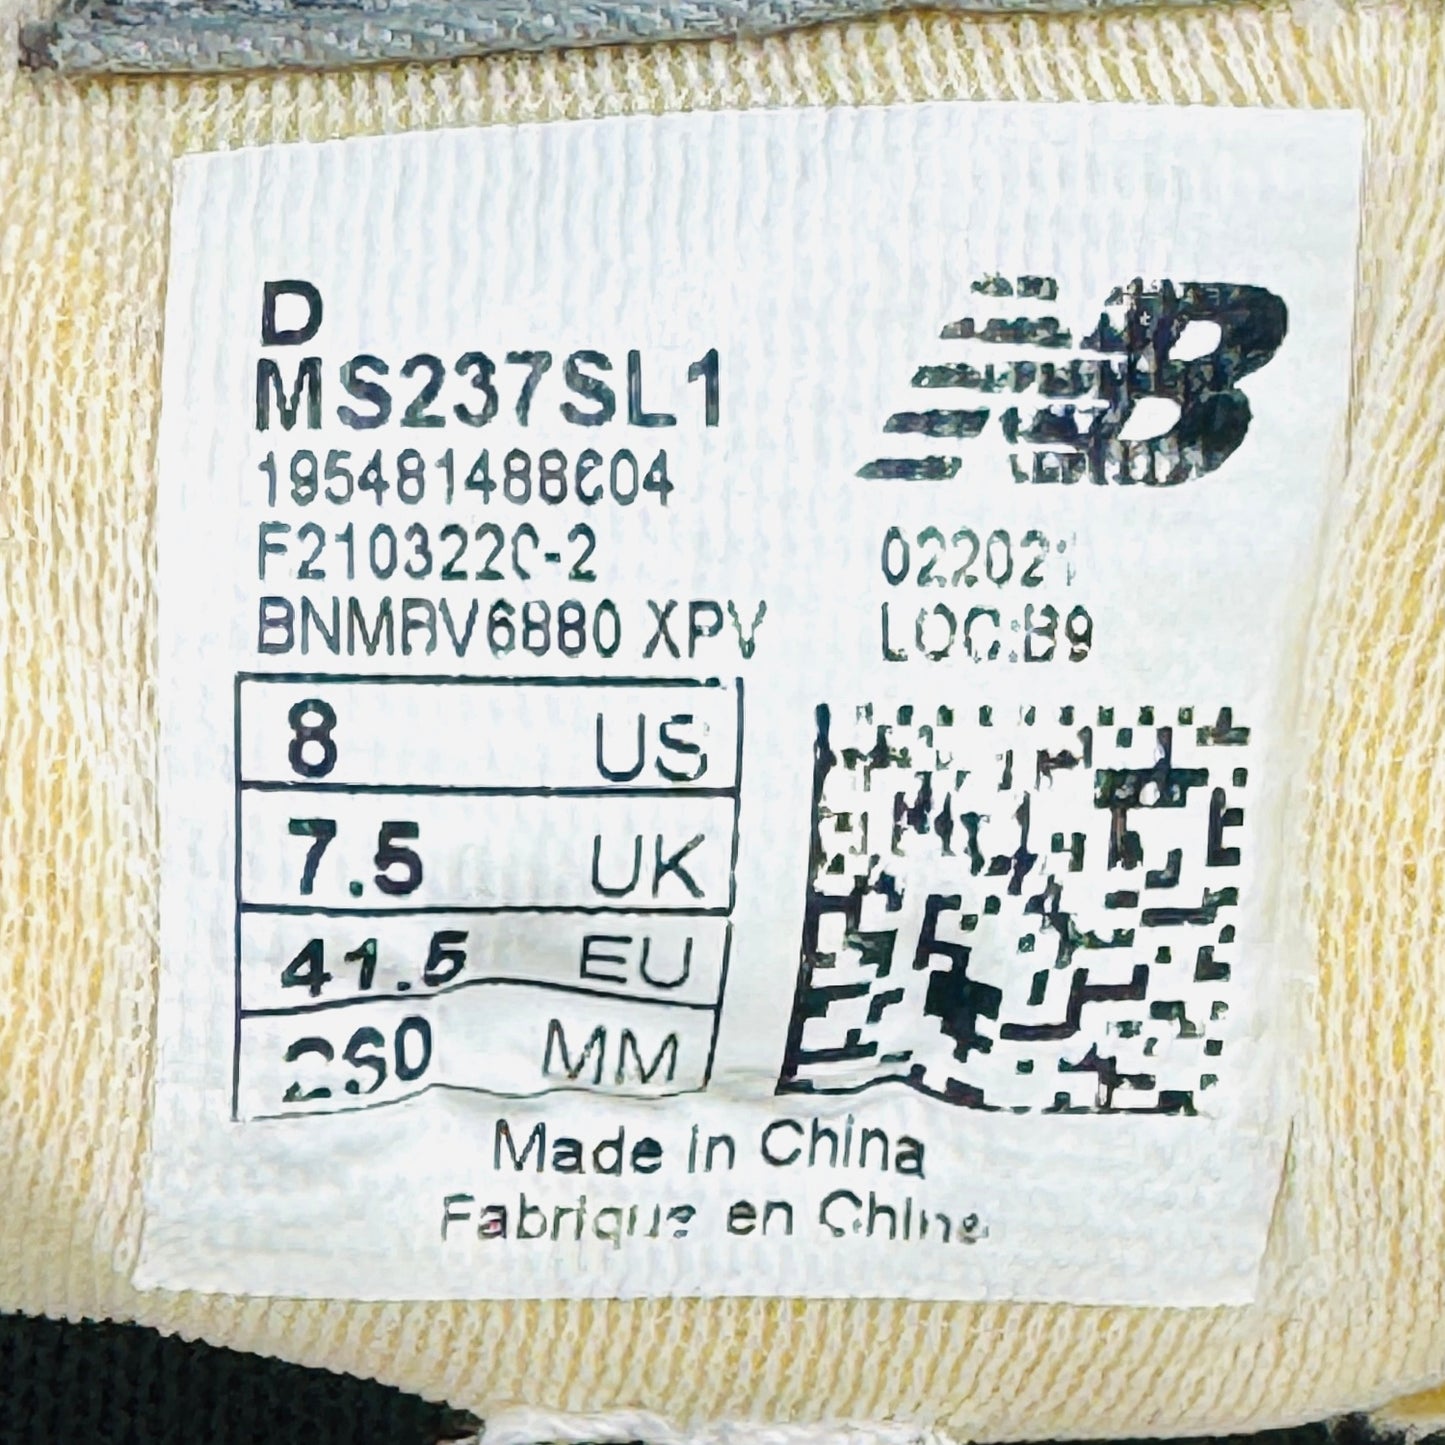 D
MS237SL1
195481488604
F2103220-2 022021
BNMRV6880 XPV LOC:B9
8 US
7.5 UK
41.5 EU
260 MM
Made in China
Fabriqué en Chine